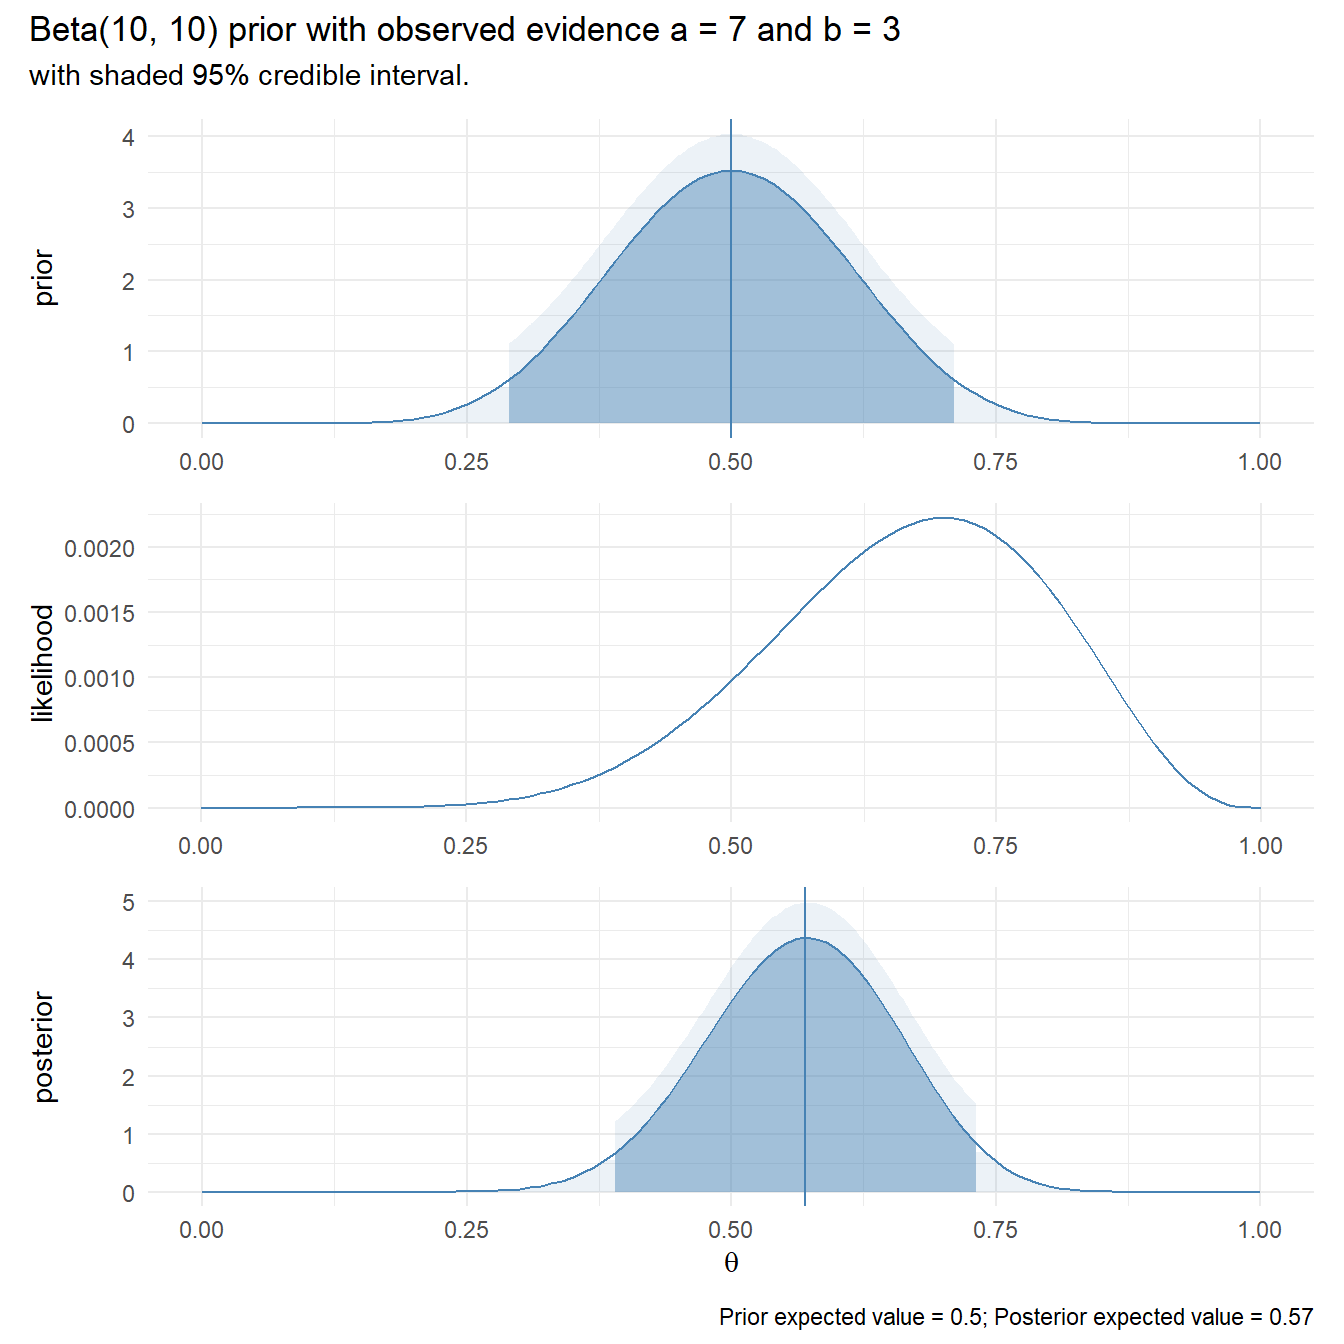 Beta(10, 10) prior with observed evidence a = 7 and b = 3
with shaded 95% credible interval.
4
3
2
1
0
prior
0.00 0.25 0.50 0.75 1.00
0.0020
0.0015
0.0010
0.0005
0.0000
likelihood
0.00 0.25 0.50 0.75 1.00
5
4
3
2
1
0
posterior
0.00 0.25 0.50 0.75 1.00
θ
Prior expected value = 0.5; Posterior expected value = 0.57